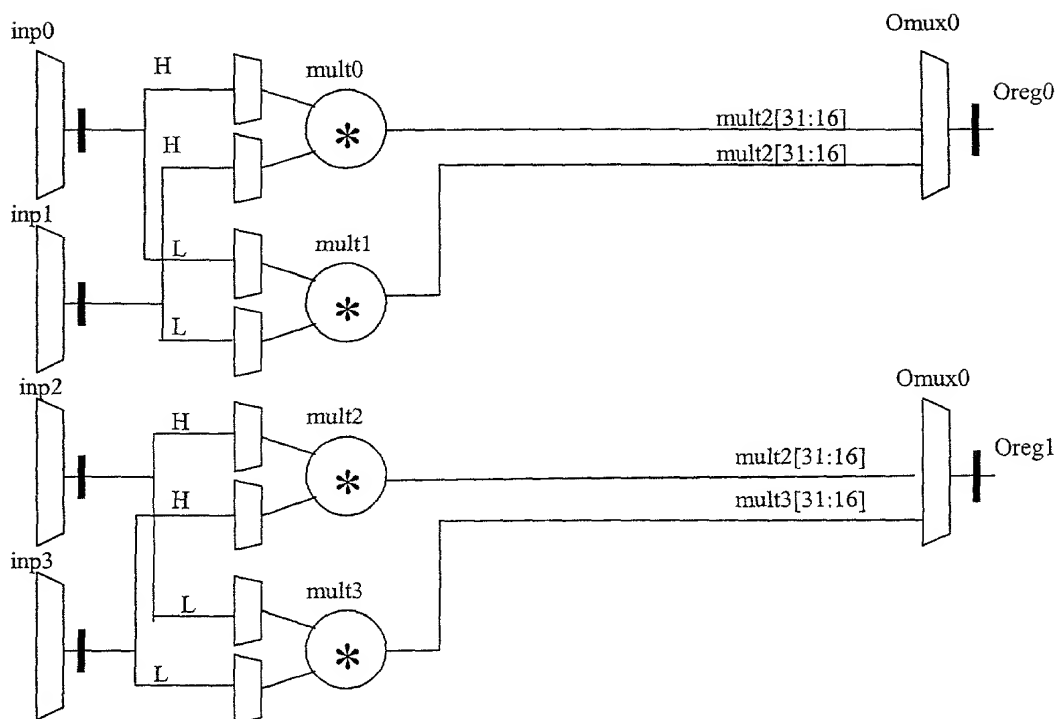 inp0
Omux0
H
mult0
Oreg0
mult2[31:16]
*
H
mult2[31:16]
inp1
L
mult1
*
L
inp2
Omux0
H
mult2
mult2[31:16]
Oreg1
*
H
mult3[31:16]
inp3
L
mult3
*
L